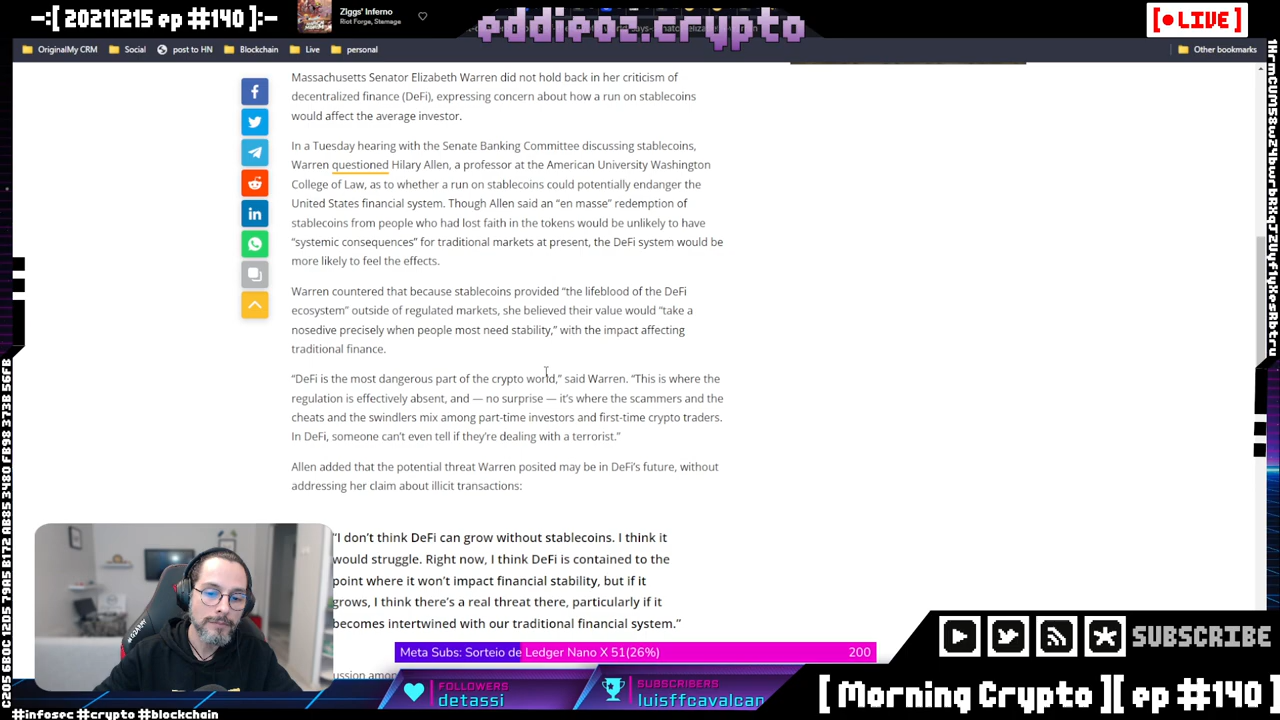 -:[ 20211215 ep #140 ]:-
Ziggs' Inferno
Riot Forge, Stemage
eddieoz.crypto
[ LIVE ]
OriginalMy CRM
Social
post to HN
Blockchain
Live
personal
Other bookmarks
Massachusetts Senator Elizabeth Warren did not hold back in her criticism of
decentralized finance (DeFi), expressing concern about how a run on stablecoins
would affect the average investor.
In a Tuesday hearing with the Senate Banking Committee discussing stablecoins,
Warren questioned Hilary Allen, a professor at the American University Washington
College of Law, as to whether a run on stablecoins could potentially endanger the
United States financial system. Though Allen said an “en masse” redemption of
stablecoins from people who had lost faith in the tokens would be unlikely to have
“systemic consequences” for traditional markets at present, the DeFi system would be
more likely to feel the effects.
Warren countered that because stablecoins provided “the lifeblood of the DeFi
ecosystem” outside of regulated markets, she believed their value would “take a
nosedive precisely when people most need stability,” with the impact affecting
traditional finance.
“DeFi is the most dangerous part of the crypto world,” said Warren. “This is where the
regulation is effectively absent, and — no surprise — it’s where the scammers and the
cheats and the swindlers mix among part-time investors and first-time crypto traders.
In DeFi, someone can’t even tell if they’re dealing with a terrorist.”
Allen added that the potential threat Warren posited may be in DeFi’s future, without
addressing her claim about illicit transactions:
“I don’t think DeFi can grow without stablecoins. I think it
would struggle. Right now, I think DeFi is contained to the
point where it won’t impact financial stability, but if it
grows, I think there’s a real threat there, particularly if it
becomes intertwined with our traditional financial system.”
Meta Subs: Sorteio de Ledger Nano X 51(26%)
200
SUBSCRIBE
FOLLOWERS
detassi
SUBSCRIBERS
luisffcavalcan
[ Morning Crypto ][ ep #140 ]
#infosec #crypto #blockchain